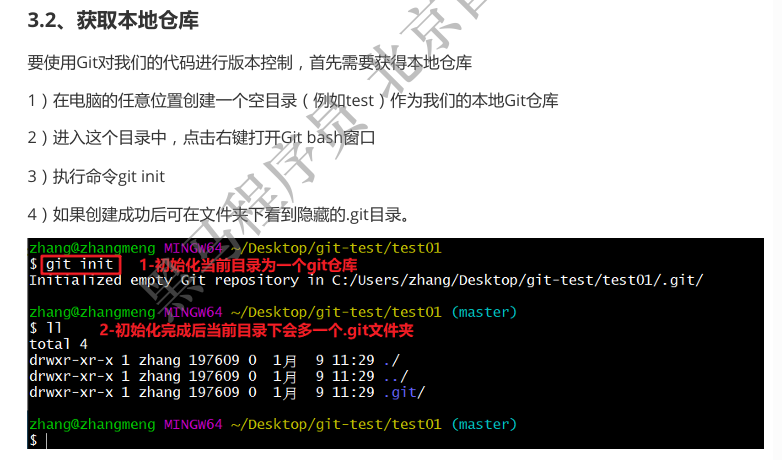 3.2、获取本地仓库
要使用Git对我们的代码进行版本控制，首先需要获得本地仓库
1）在电脑的任意位置创建一个空目录（例如test）作为我们的本地Git仓库
2）进入这个目录中，点击右键打开Git bash窗口
3）执行命令git init
4）如果创建成功后可在文件夹下看到隐藏的.git目录。
zhang@zhangmeng MINGW64 ~/Desktop/git-test/test01
$ git init 1-初始化当前目录为一个git仓库
Initialized empty Git repository in C:/Users/zhang/Desktop/git-test/test01/.git/
zhang@zhangmeng MINGW64 ~/Desktop/git-test/test01 (master)
$ ll 2-初始化完成后当前目录下会多一个.git文件夹
total 4
drwxr-xr-x 1 zhang 197609 0 1月 9 11:29 ./
drwxr-xr-x 1 zhang 197609 0 1月 9 11:29 ../
drwxr-xr-x 1 zhang 197609 0 1月 9 11:29 .git/
zhang@zhangmeng MINGW64 ~/Desktop/git-test/test01 (master)
$
黑马程序员 北京